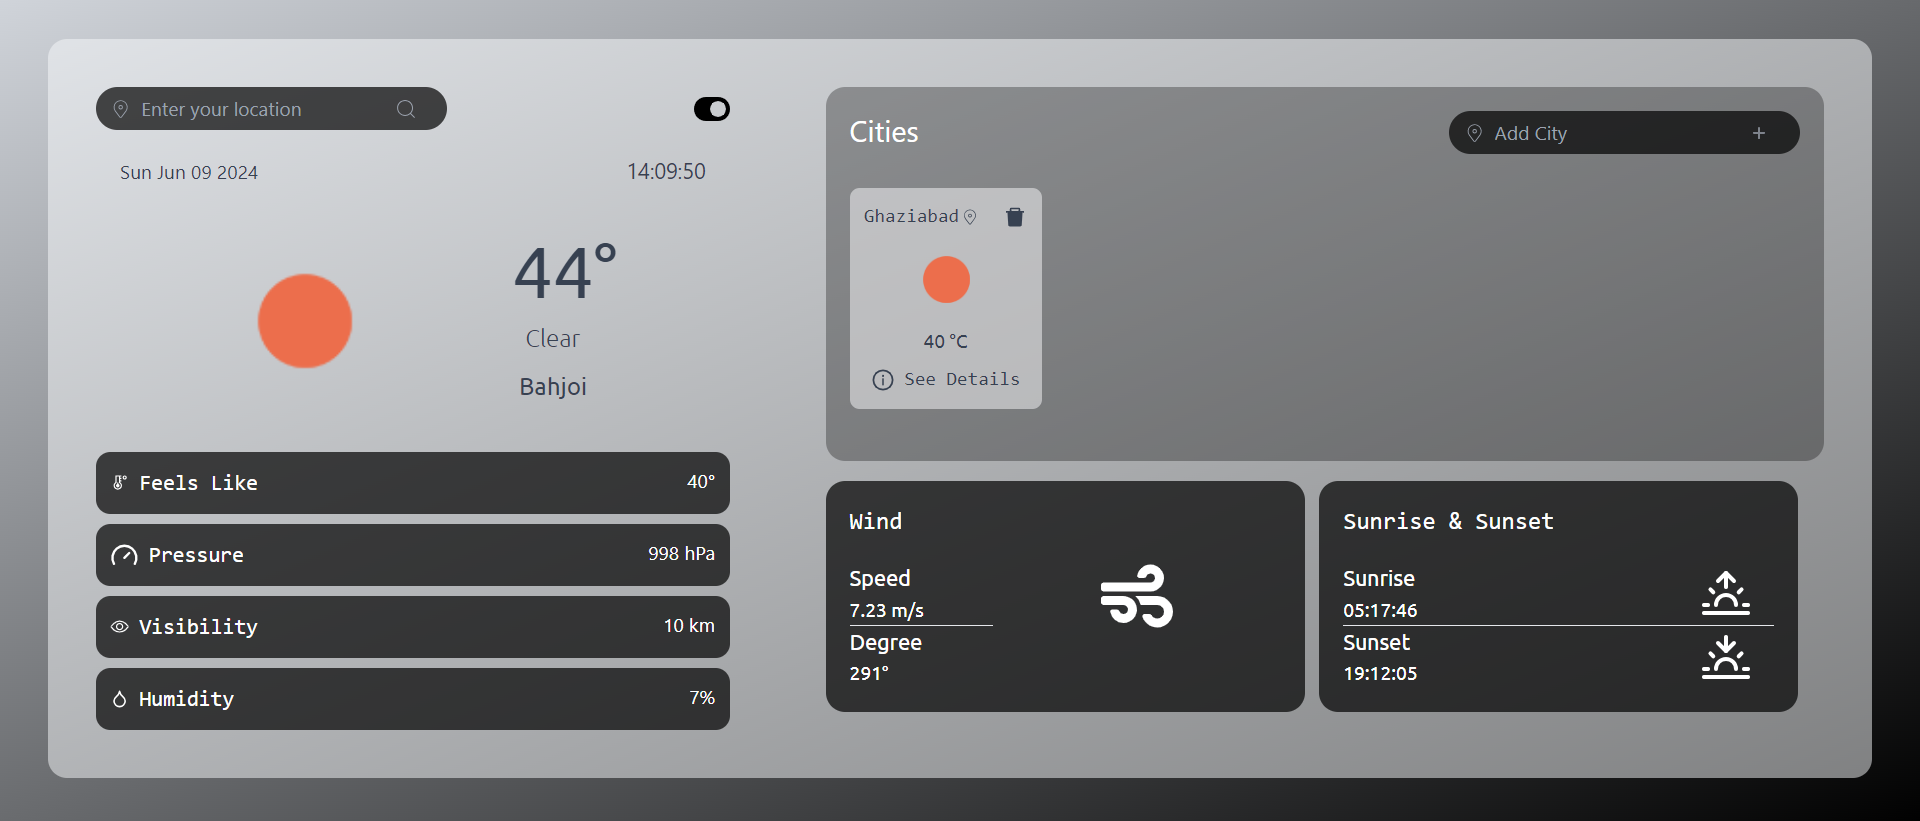 Enter your location
Sun Jun 09 2024
14:09:50
44°
Clear
Bahjoi
Feels Like
40°
Pressure
998 hPa
Visibility
10 km
Humidity
7%
Cities
Add City
+
Ghaziabad
40 °C
See Details
Wind
Speed
7.23 m/s
Degree
291°
Sunrise & Sunset
Sunrise
05:17:46
Sunset
19:12:05